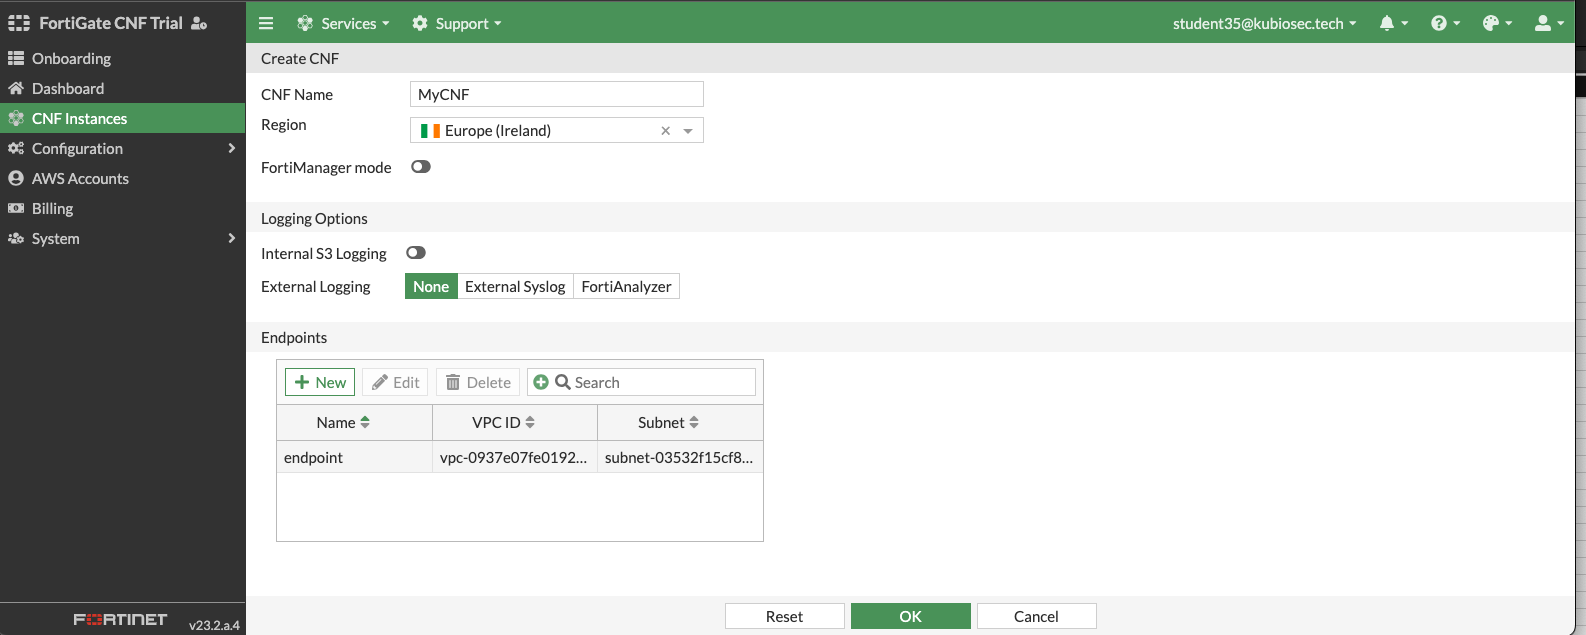 FortiGate CNF Trial
Services
Support
student35@kubiosec.tech
Onboarding
Dashboard
CNF Instances
Configuration
AWS Accounts
Billing
System
Create CNF
CNF Name
MyCNF
Region
Europe (Ireland)
FortiManager mode
Logging Options
Internal S3 Logging
External Logging
None External Syslog FortiAnalyzer
Endpoints
New Edit Delete Search
Name VPC ID Subnet
endpoint vpc-0937e07fe0192... subnet-03532f15cf8...
Reset OK Cancel
FORTINET v23.2.a.4